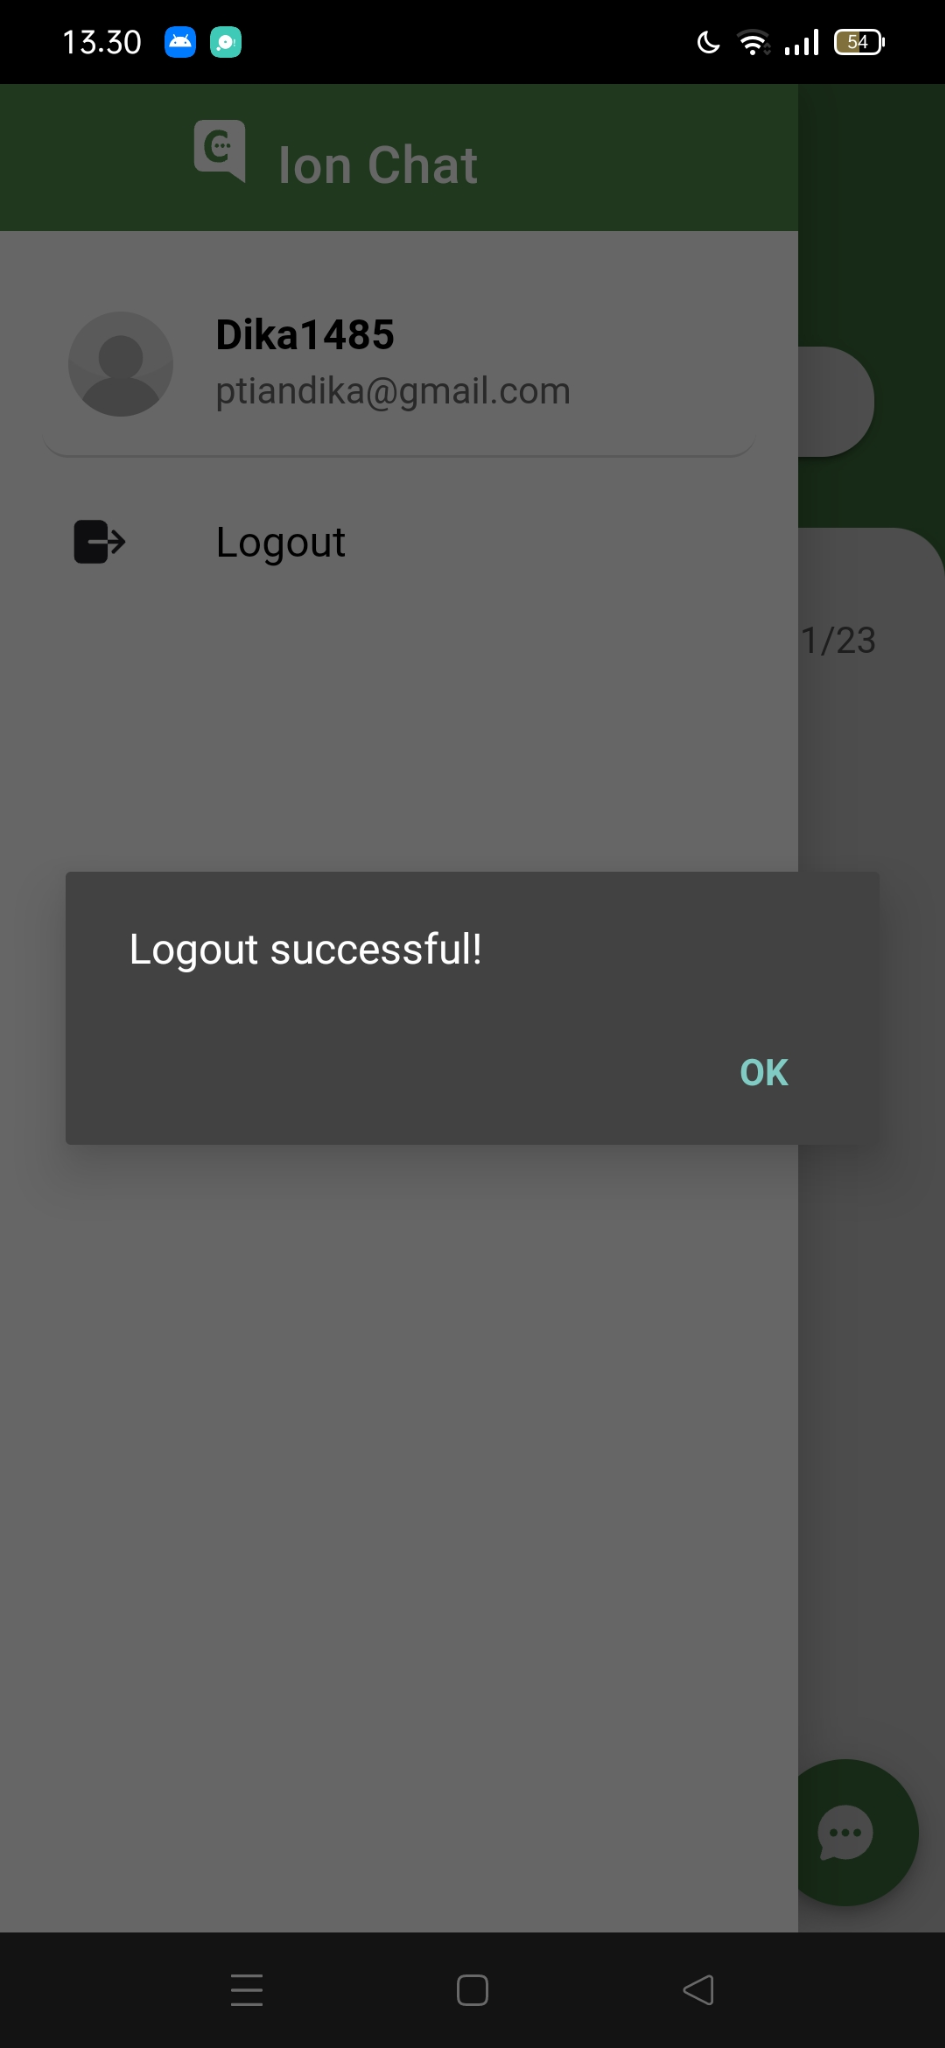 13.30
54
Ion Chat
Dika1485
ptiandika@gmail.com
Logout
1/23
Logout successful!
OK